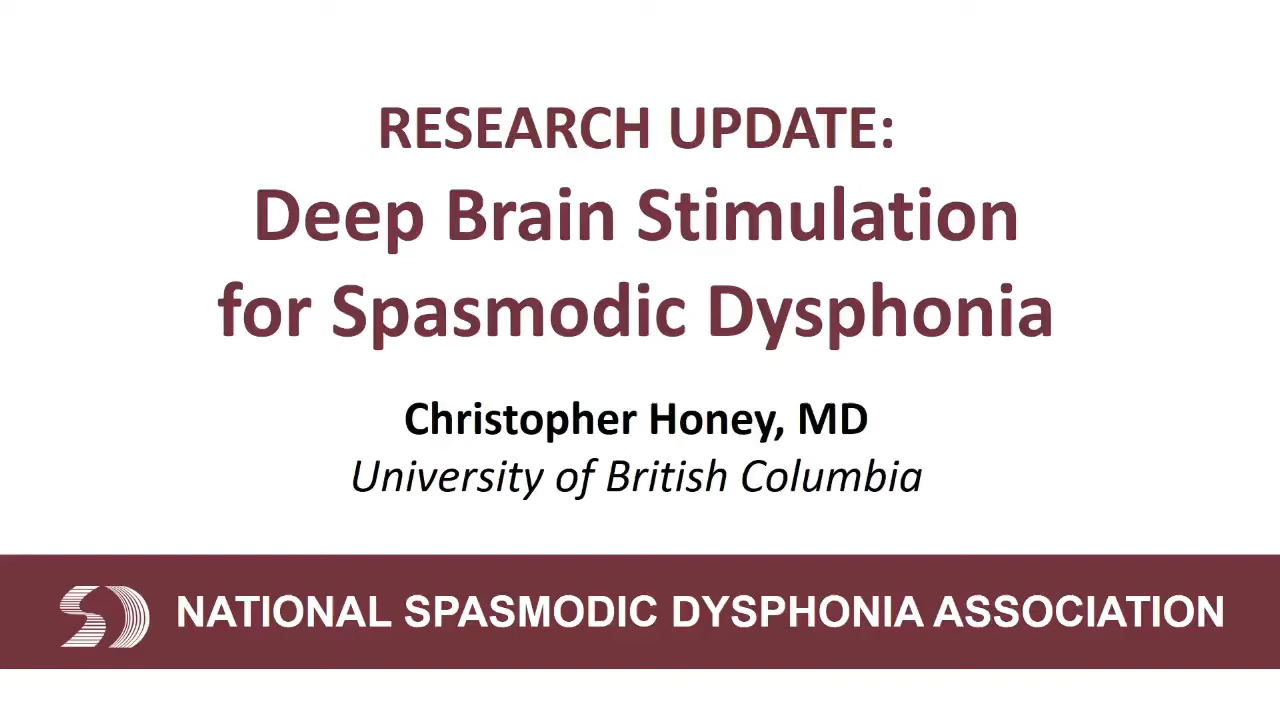 RESEARCH UPDATE:
Deep Brain Stimulation
for Spasmodic Dysphonia
Christopher Honey, MD
University of British Columbia
SD NATIONAL SPASMODIC DYSPHONIA ASSOCIATION